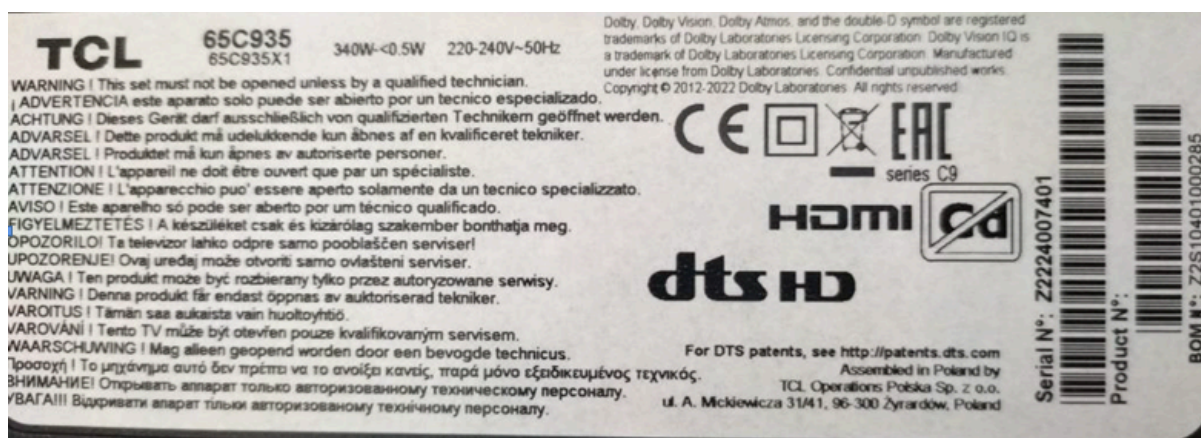 TCL
65C935
65C935X1
340W-<0.5W 220-240V~50Hz
WARNING ! This set must not be opened unless by a qualified technician.
¡ ADVERTENCIA este aparato solo puede ser abierto por un tecnico especializado.
ACHTUNG ! Dieses Gerät darf ausschließlich von qualifizierten Technikern geöffnet werden.
ADVARSEL ! Dette produkt må udelukkende kun åbnes af en kvalificeret tekniker.
ADVARSEL ! Produktet må kun åpnes av autoriserte personer.
ATTENTION ! L'appareil ne doit être ouvert que par un spécialiste.
ATTENZIONE ! L'apparecchio puo' essere aperto solamente da un tecnico specializzato.
AVISO ! Este aparelho só pode ser aberto por um técnico qualificado.
FIGYELMEZTETÉS ! A készüléket csak és kizárólag szakember bonthatja meg.
OPOZORILO! Ta televizor lahko odpre samo pooblaščen serviser!
UPOZORENJE! Ovaj uređaj može otvoriti samo ovlašteni serviser.
UWAGA ! Ten produkt może być rozbierany tylko przez autoryzowane serwisy.
VARNING ! Denna produkt får endast öppnas av auktoriserad tekniker.
VAROITUS ! Tämän saa aukaista vain huoltoyhtiö.
VAROVÁNÍ ! Tento TV může být otevřen pouze kvalifikovaným servisem.
WAARSCHUWING ! Mag alleen geopend worden door een bevogde technicus.
Προσοχή ! Το μηχάνημα αυτό δεν πρέπει να το ανοίξει κανείς, παρά μόνο εξειδικευμένος τεχνικός.
ВНИМАНИЕ! Открывать аппарат только авторизованному техническому персоналу.
УВАГА!!! Відкривати апарат тільки авторизованому технічному персоналу.
Dolby, Dolby Vision, Dolby Atmos, and the double-D symbol are registered
trademarks of Dolby Laboratories Licensing Corporation. Dolby Vision IQ is
a trademark of Dolby Laboratories Licensing Corporation. Manufactured
under license from Dolby Laboratories. Confidential unpublished works.
Copyright © 2012-2022 Dolby Laboratories. All rights reserved.
CE EAC
series C9
HDMI Cd
dts HD
For DTS patents, see http://patents.dts.com
Assembled in Poland by
TCL Operations Polska Sp. z o.o.
ul. A. Mickiewicza 31/41, 96-300 Żyrardów, Poland
Serial N°: Z2224007401
Product N°:
BOM N°: Z2S10401000285